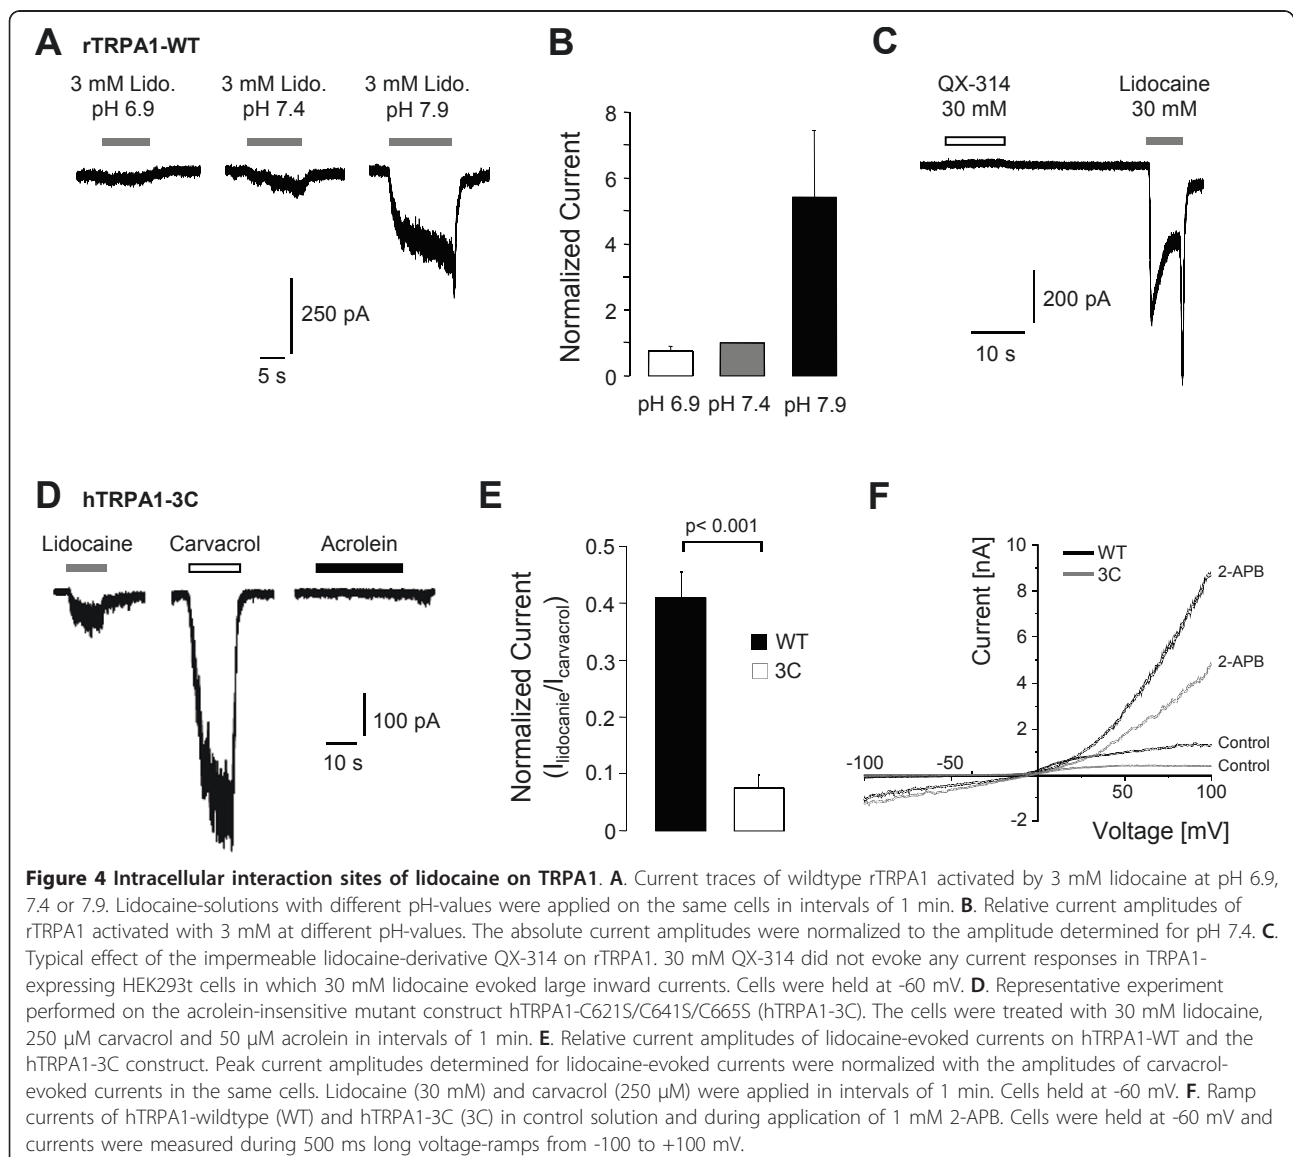 A rTRPA1-WT
3 mM Lido.
pH 6.9
3 mM Lido.
pH 7.4
3 mM Lido.
pH 7.9
250 pA
5 s
B
Normalized Current
8
6
4
2
0
pH 6.9 pH 7.4 pH 7.9
C
QX-314
30 mM
Lidocaine
30 mM
200 pA
10 s
D hTRPA1-3C
Lidocaine Carvacrol Acrolein
100 pA
10 s
E
p< 0.001
Normalized Current
(Ilidocanie/Icarvacrol)
0.5
0.4
0.3
0.2
0.1
0
WT
3C
F
Current [nA]
10
8
6
4
2
-2
WT
3C
2-APB
2-APB
Control
Control
-100 -50
50 100
Voltage [mV]
Figure 4 Intracellular interaction sites of lidocaine on TRPA1. A. Current traces of wildtype rTRPA1 activated by 3 mM lidocaine at pH 6.9,
7.4 or 7.9. Lidocaine-solutions with different pH-values were applied on the same cells in intervals of 1 min. B. Relative current amplitudes of
rTRPA1 activated with 3 mM at different pH-values. The absolute current amplitudes were normalized to the amplitude determined for pH 7.4. C.
Typical effect of the impermeable lidocaine-derivative QX-314 on rTRPA1. 30 mM QX-314 did not evoke any current responses in TRPA1-
expressing HEK293t cells in which 30 mM lidocaine evoked large inward currents. Cells were held at -60 mV. D. Representative experiment
performed on the acrolein-insensitive mutant construct hTRPA1-C621S/C641S/C665S (hTRPA1-3C). The cells were treated with 30 mM lidocaine,
250 μM carvacrol and 50 μM acrolein in intervals of 1 min. E. Relative current amplitudes of lidocaine-evoked currents on hTRPA1-WT and the
hTRPA1-3C construct. Peak current amplitudes determined for lidocaine-evoked currents were normalized with the amplitudes of carvacrol-
evoked currents in the same cells. Lidocaine (30 mM) and carvacrol (250 μM) were applied in intervals of 1 min. Cells held at -60 mV. F. Ramp
currents of hTRPA1-wildtype (WT) and hTRPA1-3C (3C) in control solution and during application of 1 mM 2-APB. Cells were held at -60 mV and
currents were measured during 500 ms long voltage-ramps from -100 to +100 mV.